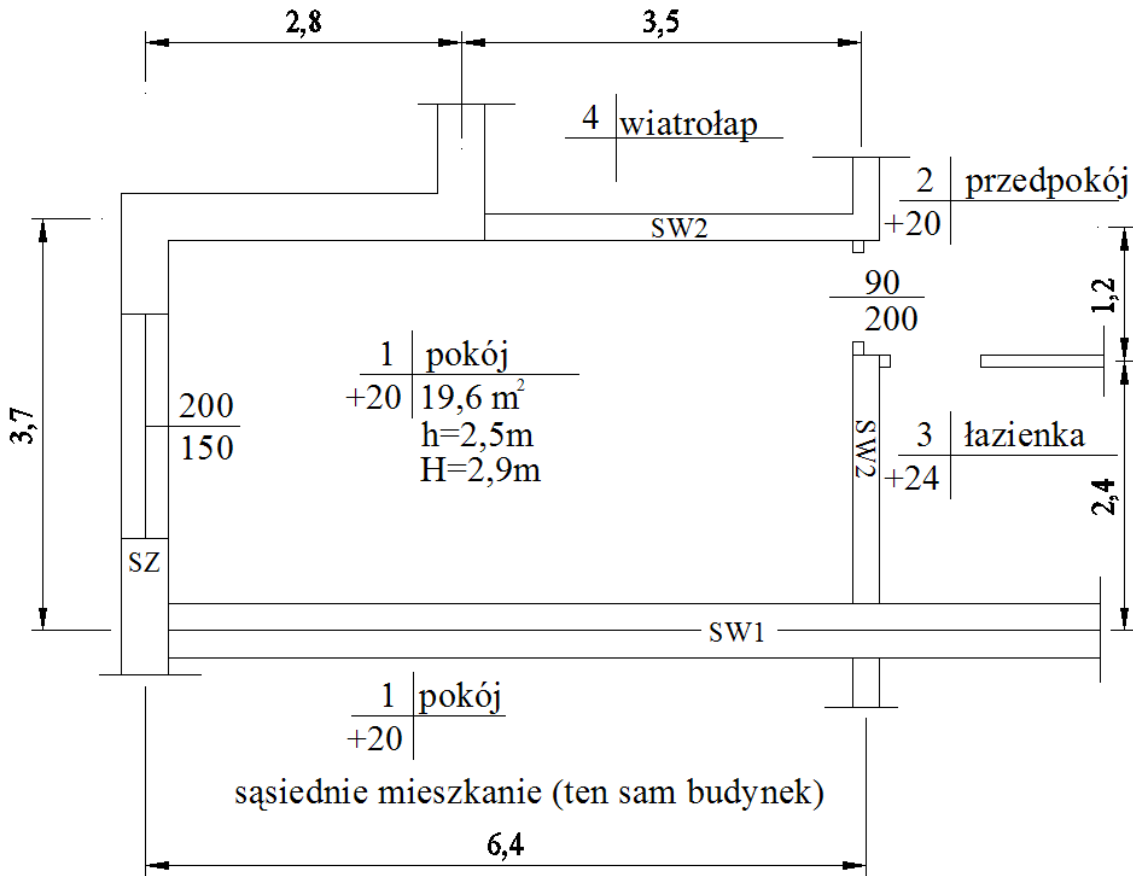 2,8
3,5
4 wiatrołap
2 przedpokój
+20
SW2
90
200
1,2
1 pokój
+20 19,6 m²
h=2,5m
H=2,9m
200
150
3,7
SW2
3 łazienka
+24
2,4
SZ
SW1
1 pokój
+20
sąsiednie mieszkanie (ten sam budynek)
6,4